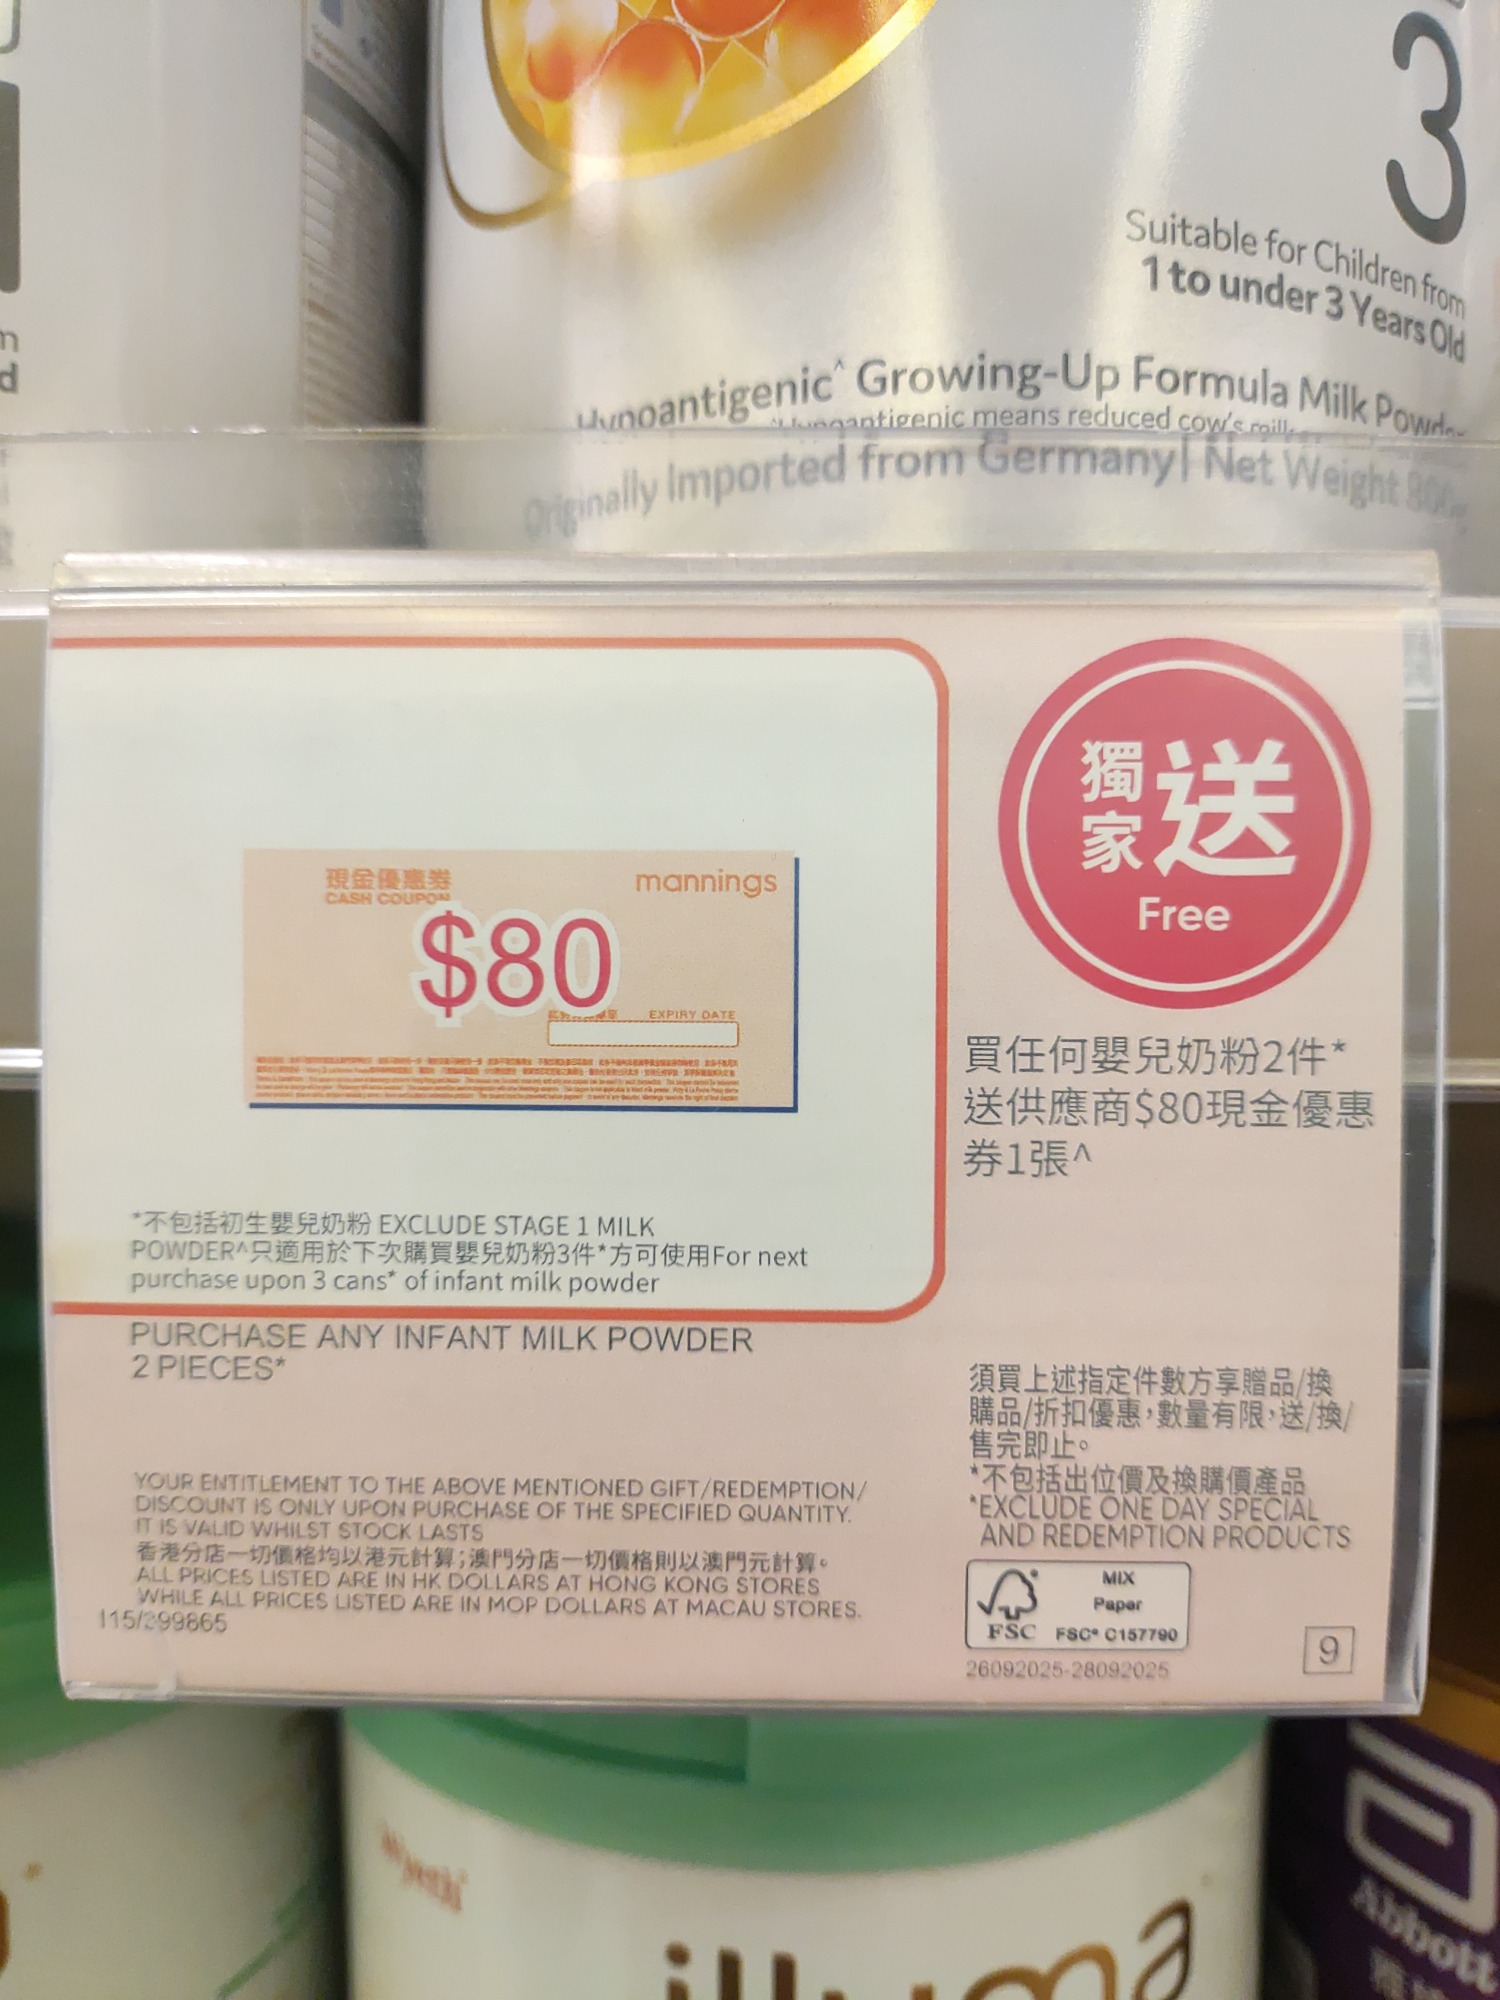 3
Suitable for Children from
1 to under 3 Years Old
Hypoantigenic^ Growing-Up Formula Milk Powder
means reduced cow's
Originally Imported from Germany | Net Weight
獨家送
Free
現金優惠券
mannings
CASH COUPON
$80
EXPIRY DATE
買任何嬰兒奶粉2件*
送供應商$80現金優惠
券1張^
*不包括初生嬰兒奶粉 EXCLUDE STAGE 1 MILK
POWDER^只適用於下次購買嬰兒奶粉3件*方可使用For next
purchase upon 3 cans* of infant milk powder
PURCHASE ANY INFANT MILK POWDER
2 PIECES*
須買上述指定件數方享贈品/換
購品/折扣優惠，數量有限，送/換/
售完即止。
*不包括出位價及換購價產品
*EXCLUDE ONE DAY SPECIAL
AND REDEMPTION PRODUCTS
YOUR ENTITLEMENT TO THE ABOVE MENTIONED GIFT/REDEMPTION/
DISCOUNT IS ONLY UPON PURCHASE OF THE SPECIFIED QUANTITY.
IT IS VALID WHILST STOCK LASTS
香港分店一切價格均以港元計算；澳門分店一切價格則以澳門元計算。
ALL PRICES LISTED ARE IN HK DOLLARS AT HONG KONG STORES
WHILE ALL PRICES LISTED ARE IN MOP DOLLARS AT MACAU STORES.
115/299865
MIX
Paper
FSC
FSC® C157790
26092025-28092025
9
illuma
Abbott